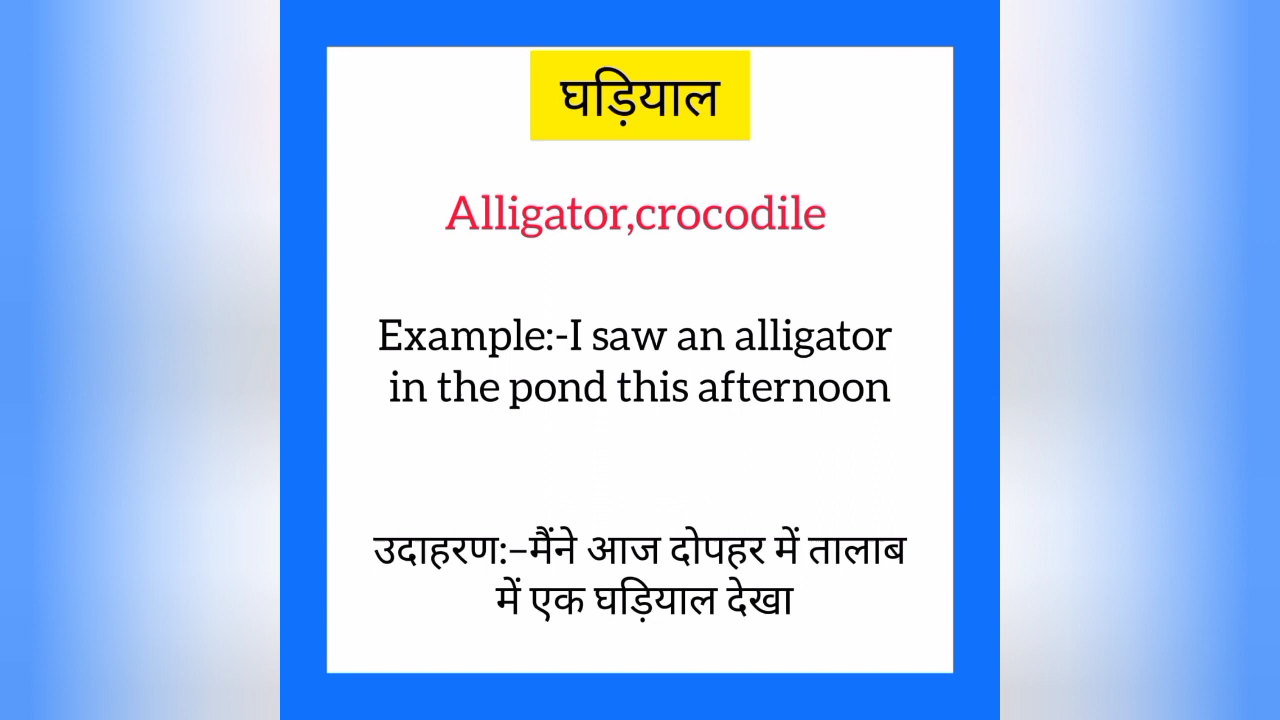 घड़ियाल
Alligator,crocodile
Example:-I saw an alligator
in the pond this afternoon
उदाहरण:–मैंने आज दोपहर में तालाब
में एक घड़ियाल देखा